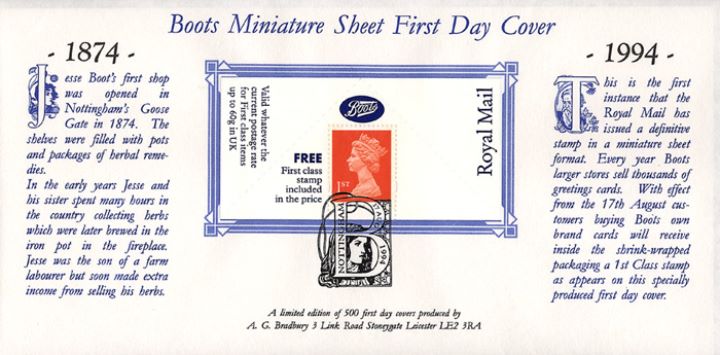 Boots Miniature Sheet First Day Cover
- 1874 -
Jesse Boot's first shop
was opened in
Nottingham's Goose
Gate in 1874. The
shelves were filled with pots
and packages of herbal reme-
dies.
In the early years Jesse and
his sister spent many hours in
the country collecting herbs
which were later brewed in the
iron pot in the fireplace.
Jesse was the son of a farm
labourer but soon made extra
income from selling his herbs.
Valid whatever the
current postage rate
for First class items
up to 60g in UK
Boots
FREE
First class
stamp
included
in the price
1ST
Royal Mail
NOTTINGHAM
1994
- 1994 -
This is the first
instance that the
Royal Mail has
issued a definitive
stamp in a miniature sheet
format. Every year Boots
larger stores sell thousands of
greetings cards. With effect
from the 17th August cus-
tomers buying Boots own
brand cards will receive
inside the shrink-wrapped
packaging a 1st Class stamp
as appears on this specially
produced first day cover.
A limited edition of 500 first day covers produced by
A. G. Bradbury 3 Link Road Stoneygate Leicester LE2 3RA